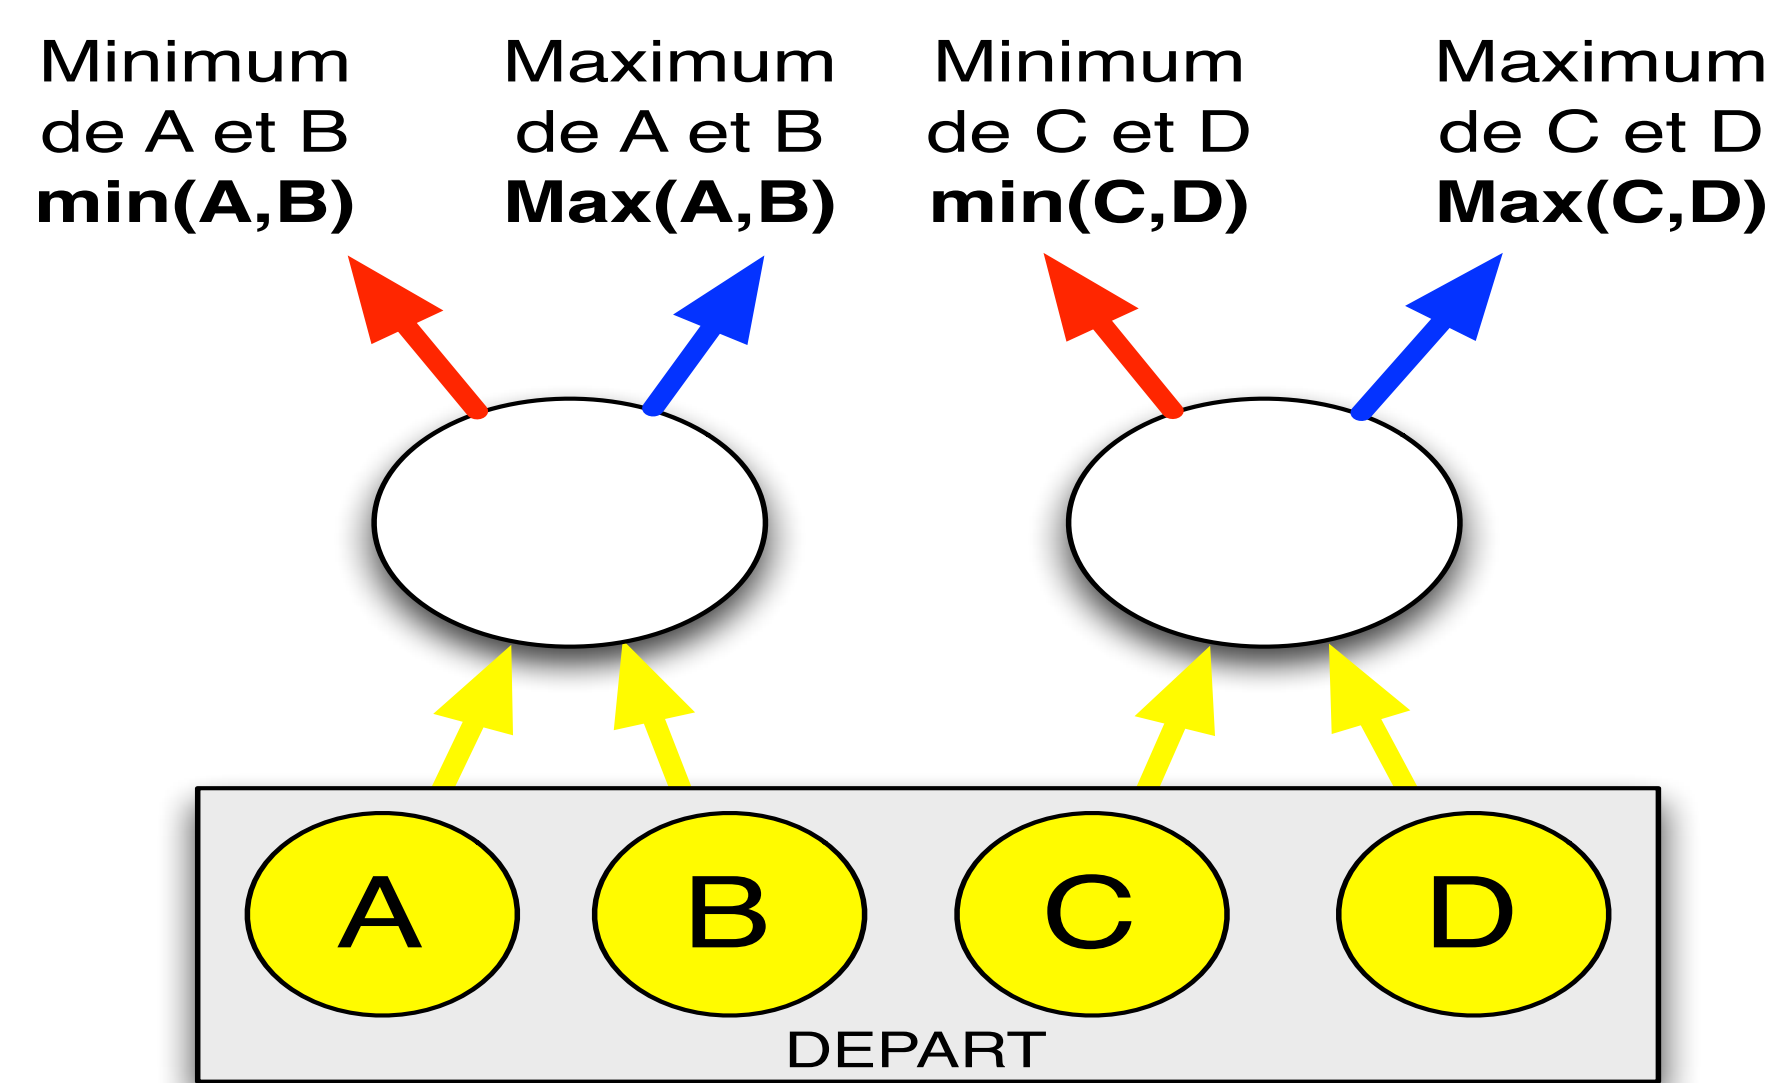 Minimum
de A et B
min(A,B)
Maximum
de A et B
Max(A,B)
Minimum
de C et D
min(C,D)
Maximum
de C et D
Max(C,D)
A
B
C
D
DEPART